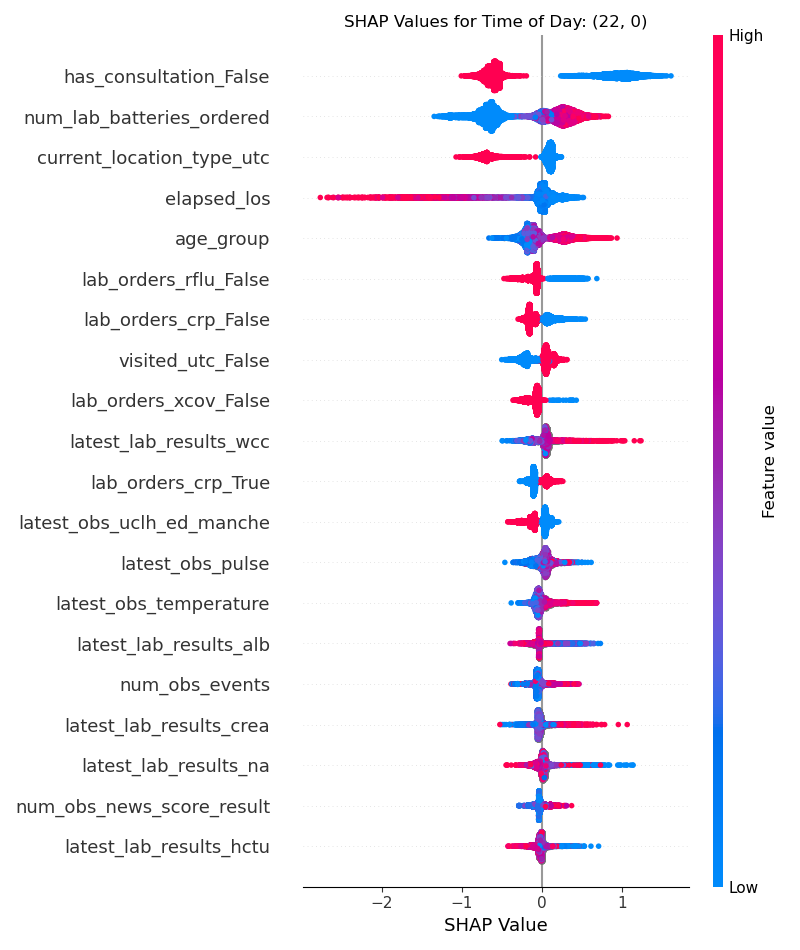 SHAP Values for Time of Day: (22, 0)
High
has_consultation_False
num_lab_batteries_ordered
current_location_type_utc
elapsed_los
age_group
lab_orders_rflu_False
lab_orders_crp_False
visited_utc_False
lab_orders_xcov_False
latest_lab_results_wcc
lab_orders_crp_True
latest_obs_uclh_ed_manche
latest_obs_pulse
latest_obs_temperature
latest_lab_results_alb
num_obs_events
latest_lab_results_crea
latest_lab_results_na
num_obs_news_score_result
latest_lab_results_hctu
Feature value
Low
−2 −1 0 1
SHAP Value